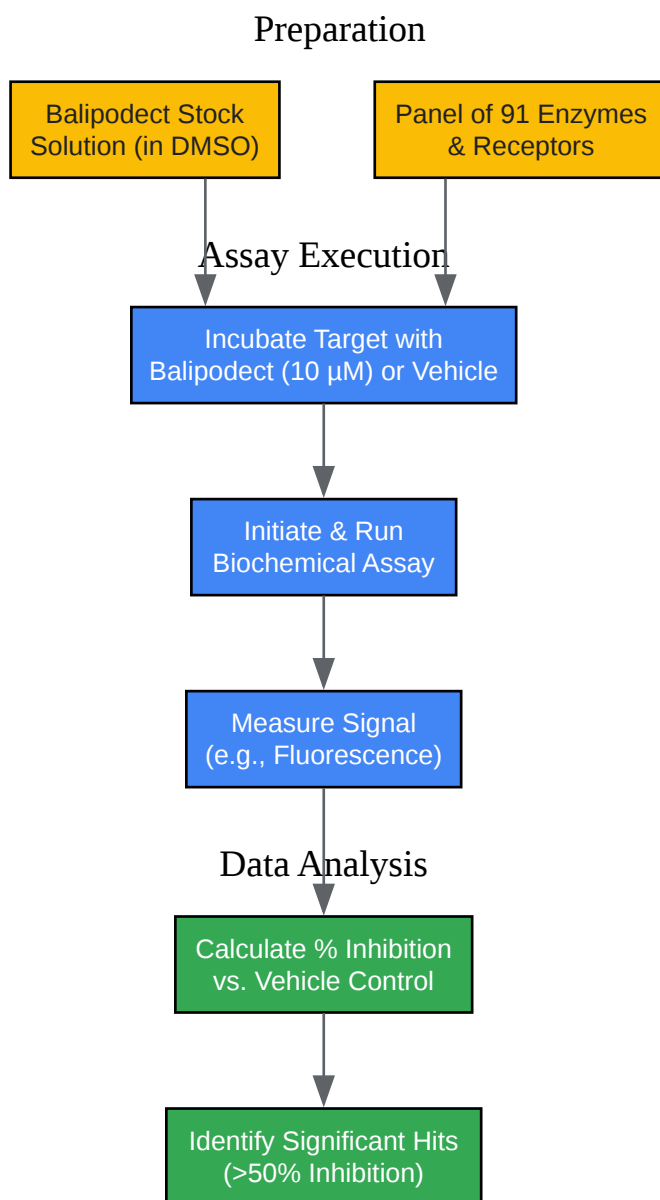 Preparation
Balipodect Stock
Solution (in DMSO)
Panel of 91 Enzymes
& Receptors
Assay Execution
Incubate Target with
Balipodect (10 µM) or Vehicle
Initiate & Run
Biochemical Assay
Measure Signal
(e.g., Fluorescence)
Data Analysis
Calculate % Inhibition
vs. Vehicle Control
Identify Significant Hits
(>50% Inhibition)